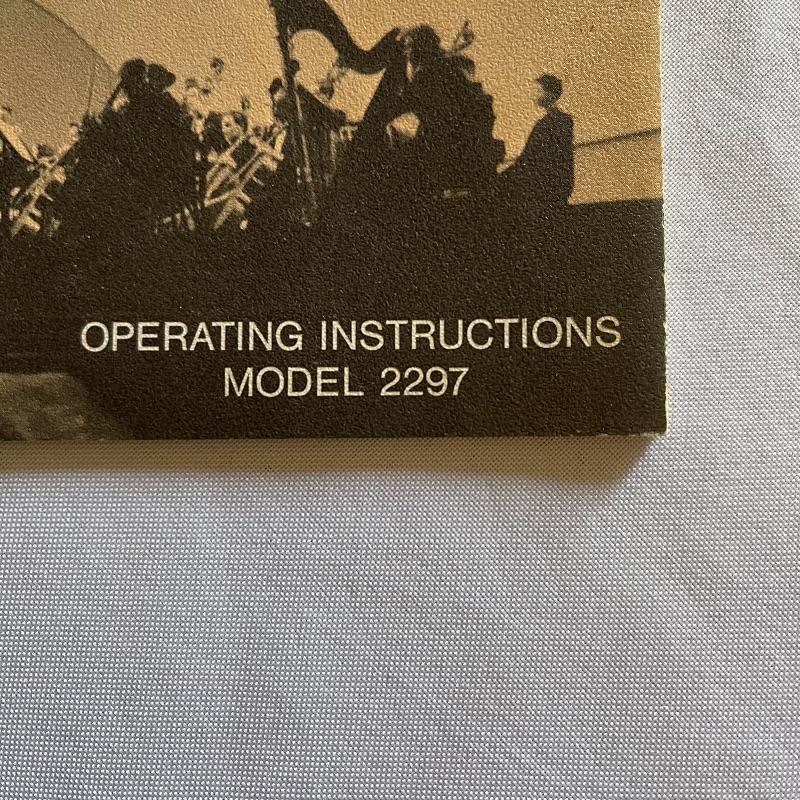 OPERATING INSTRUCTIONS
MODEL 2297